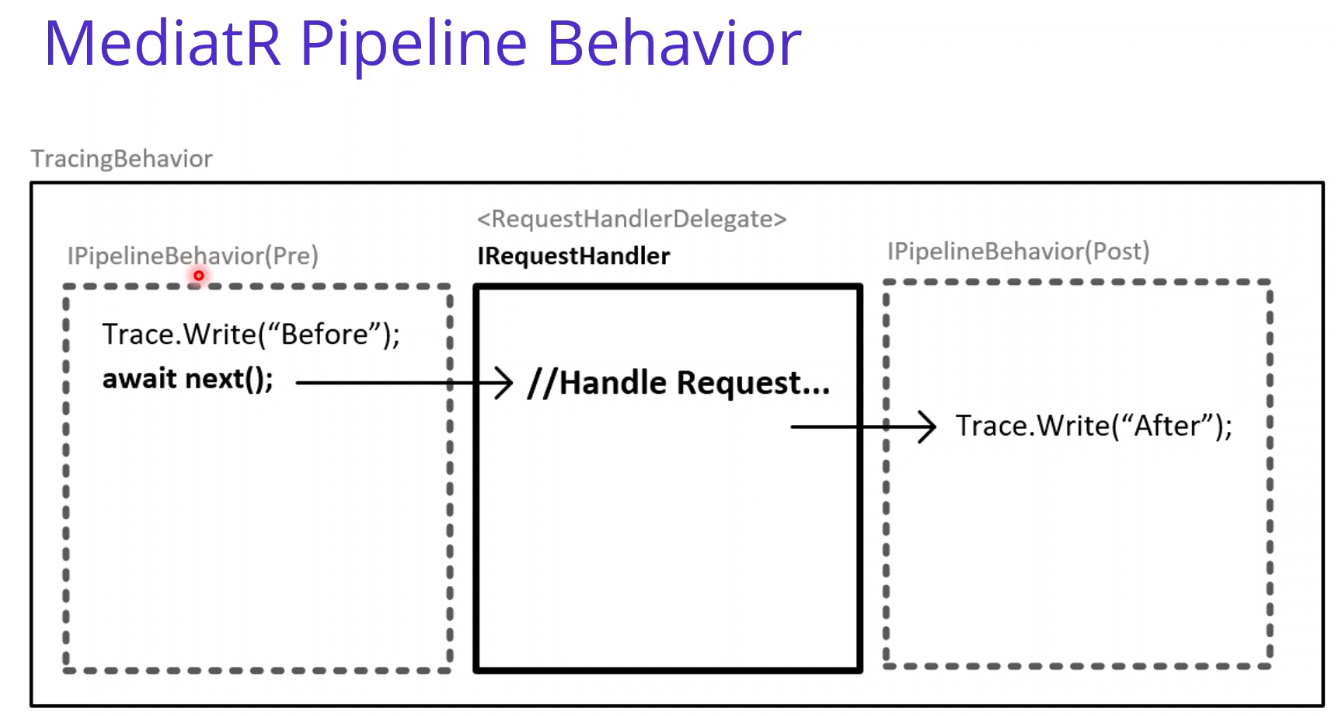 MediatR Pipeline Behavior
TracingBehavior
IPipelineBehavior(Pre)
Trace.Write(“Before”);
await next();
<RequestHandlerDelegate>
IRequestHandler
//Handle Request...
IPipelineBehavior(Post)
Trace.Write(“After”);